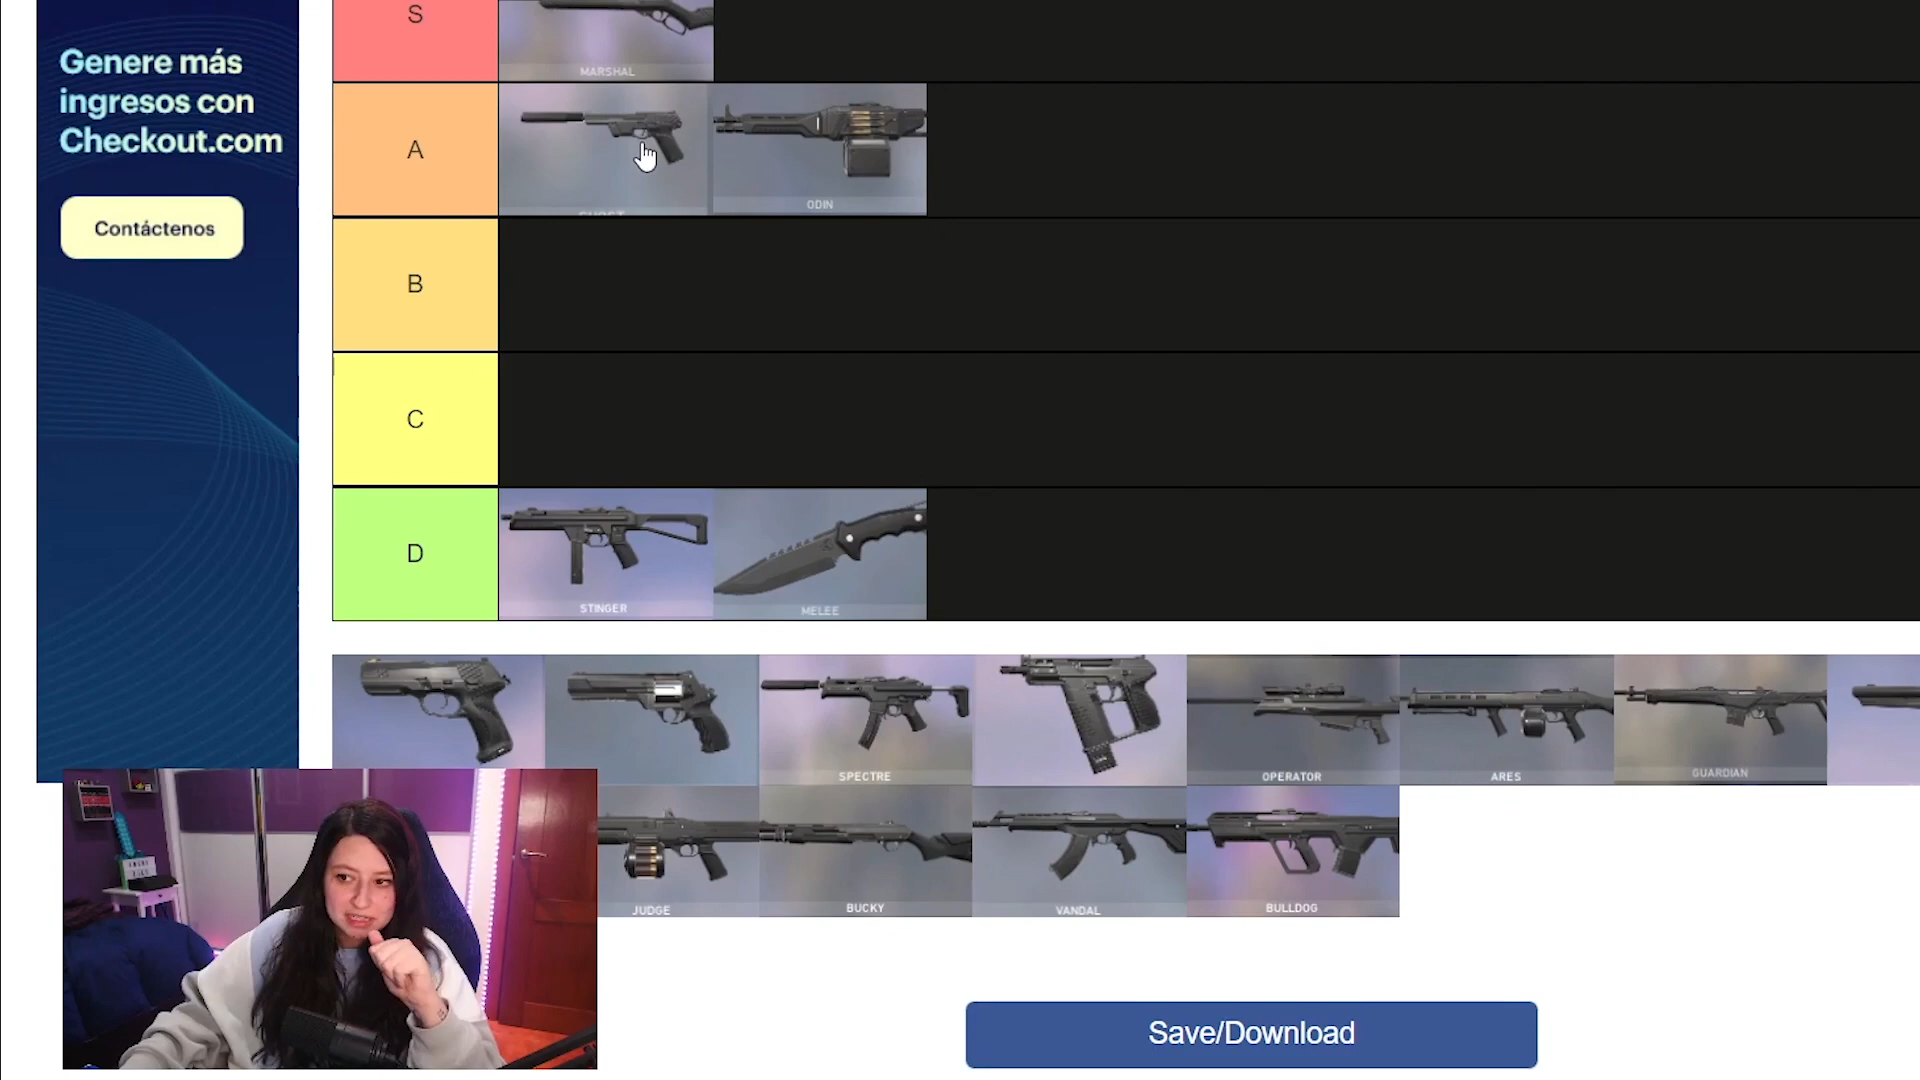 Genere más
ingresos con
Checkout.com
Contáctenos
S
MARSHAL
A
GHOST
ODIN
B
C
D
STINGER
MELEE
SPECTRE
OPERATOR
ARES
GUARDIAN
JUDGE
BUCKY
VANDAL
BULLDOG
Save/Download